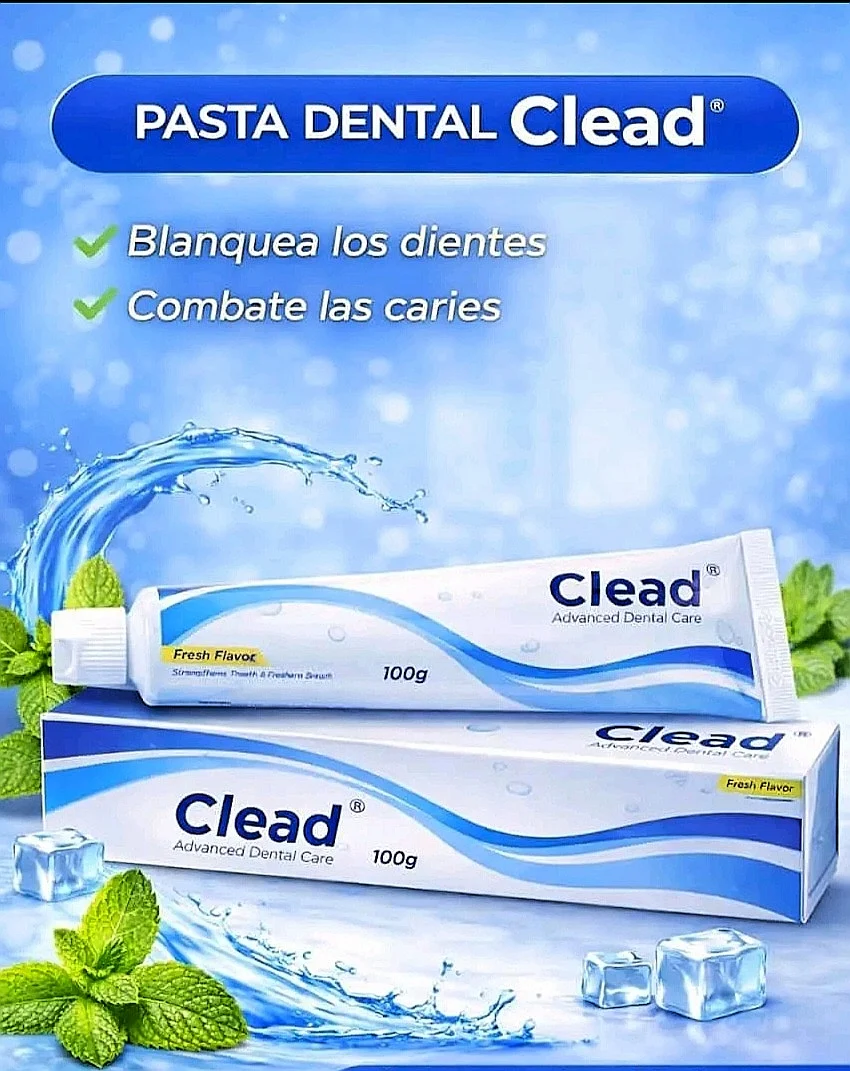 PASTA DENTAL Clead®
Blanquea los dientes
Combate las caries
Clead®
Advanced Dental Care
Fresh Flavor
100g
Clead®
Advanced Dental Care
Fresh Flavor
Clead®
Advanced Dental Care
100g